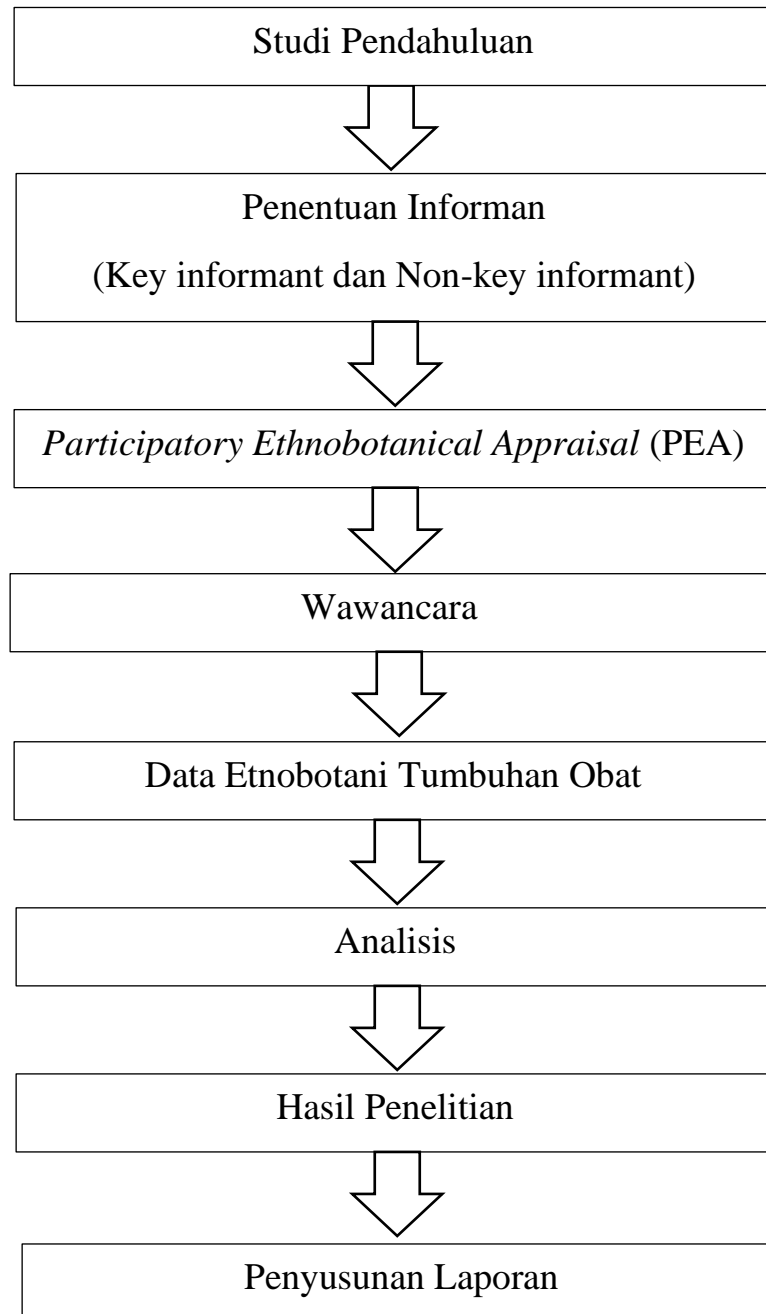 Studi Pendahuluan
Penentuan Informan
(Key informant dan Non-key informant)
Participatory Ethnobotanical Appraisal (PEA)
Wawancara
Data Etnobotani Tumbuhan Obat
Analisis
Hasil Penelitian
Penyusunan Laporan